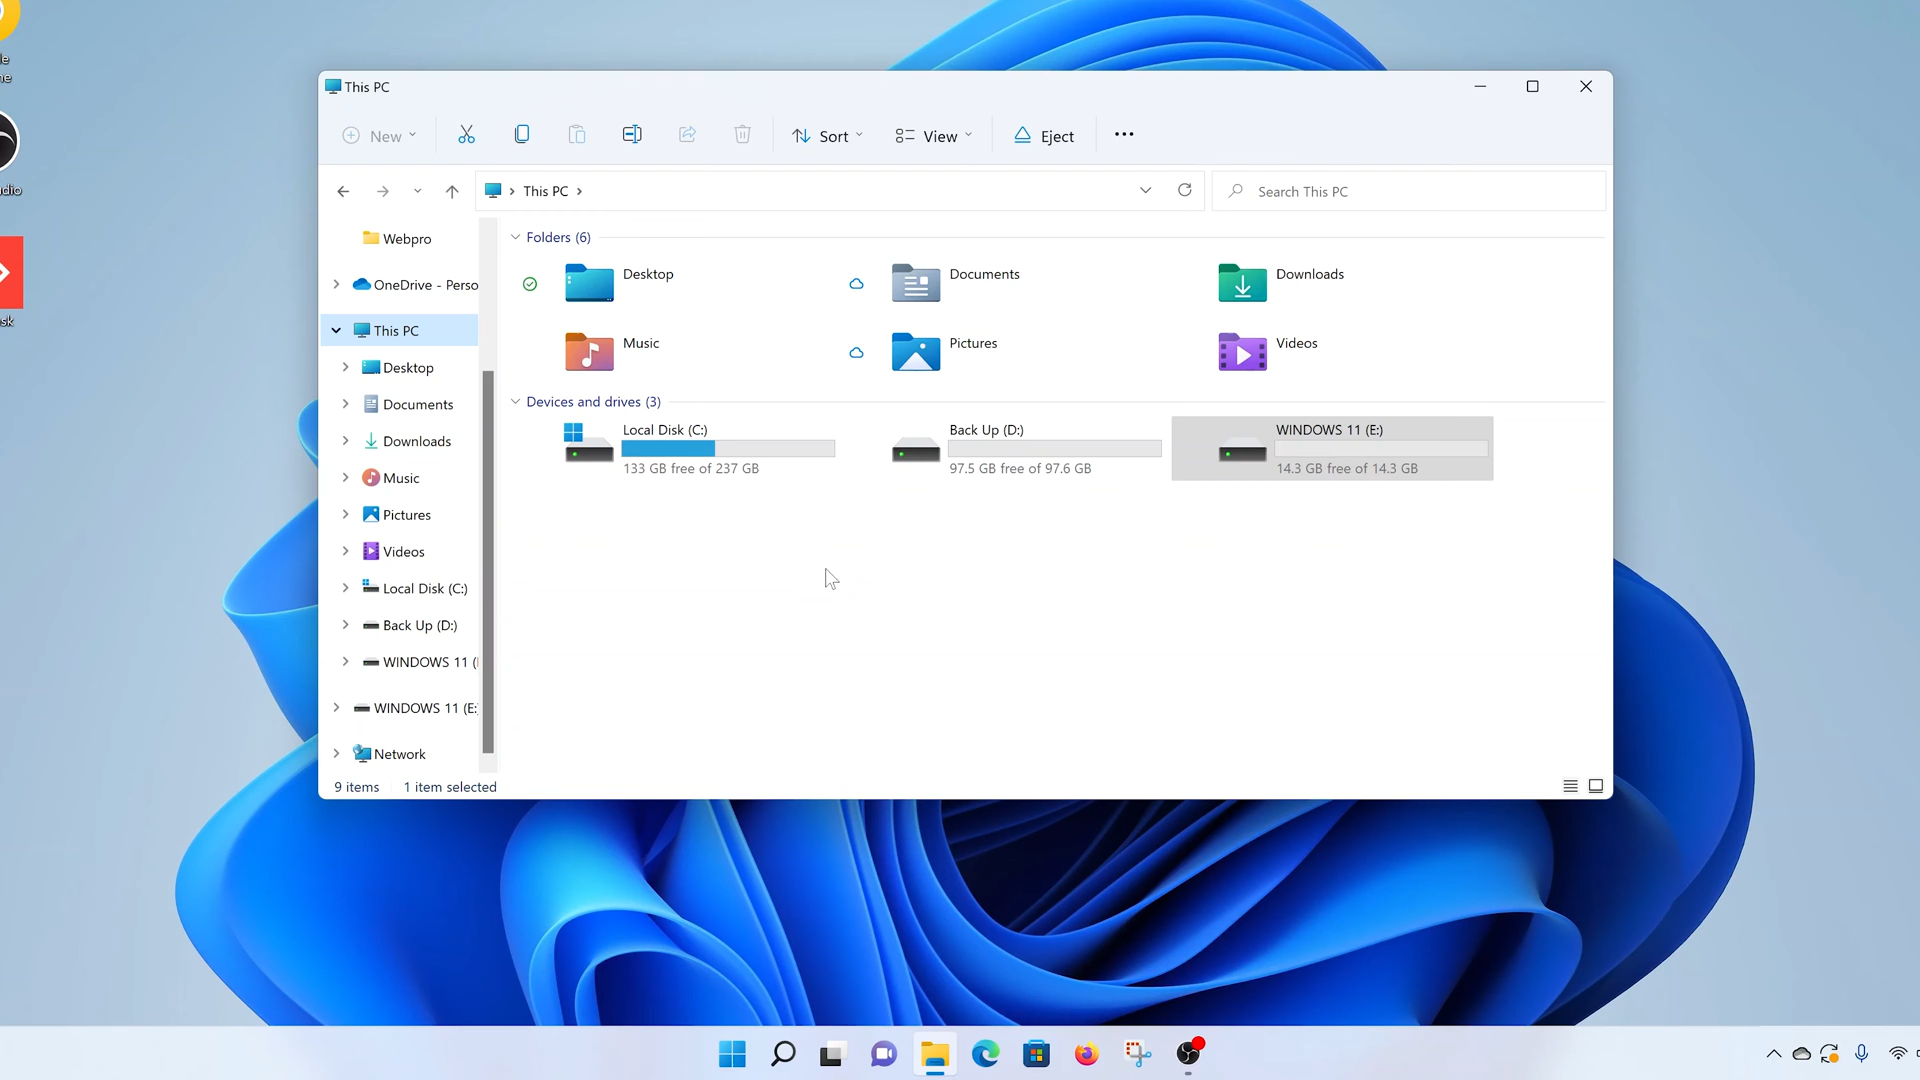 le
ne
dio
sk
This PC
New
Sort
View
Eject
This PC
Search This PC
Webpro
OneDrive - Perso
This PC
Desktop
Documents
Downloads
Music
Pictures
Videos
Local Disk (C:)
Back Up (D:)
WINDOWS 11 (
WINDOWS 11 (E:
Network
Folders (6)
Desktop
Documents
Downloads
Music
Pictures
Videos
Devices and drives (3)
Local Disk (C:)
133 GB free of 237 GB
Back Up (D:)
97.5 GB free of 97.6 GB
WINDOWS 11 (E:)
14.3 GB free of 14.3 GB
9 items
1 item selected